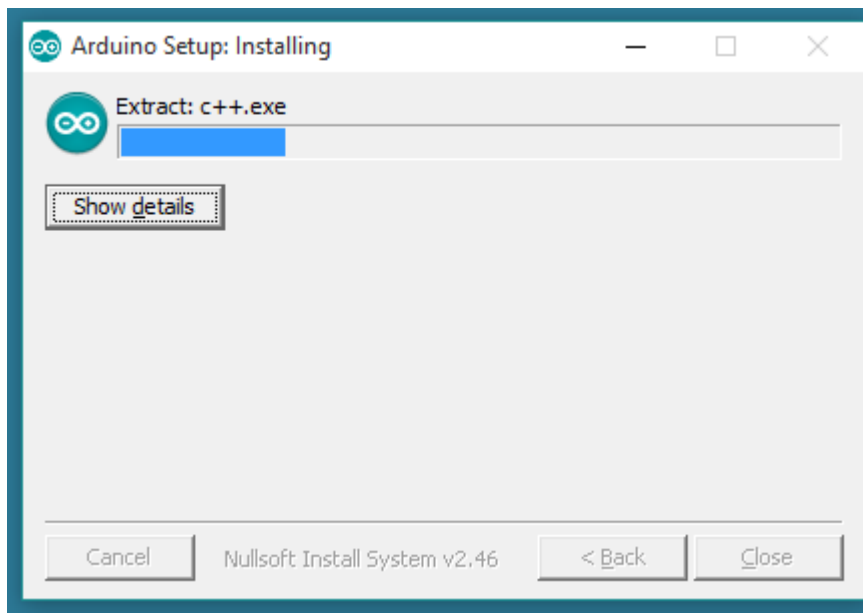 Arduino Setup: Installing
Extract: c++.exe
Show details
Cancel Nullsoft Install System v2.46 < Back Close